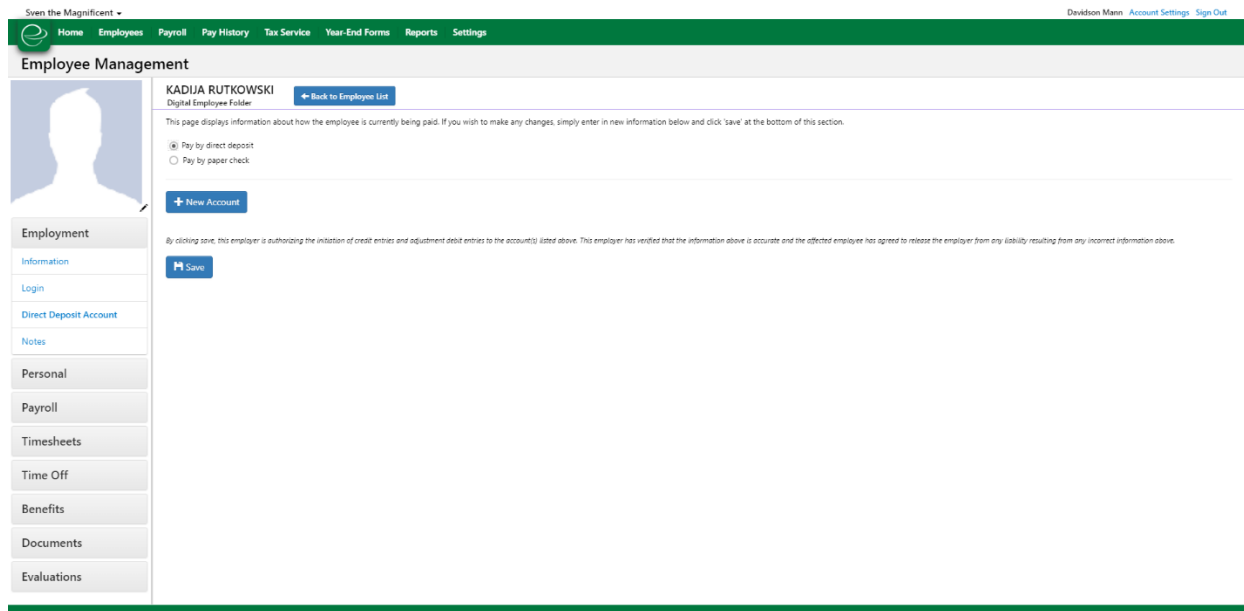 Sven the Magnificent
Davidson Mann Account Settings Sign Out
Home Employees Payroll Pay History Tax Service Year-End Forms Reports Settings
Employee Management
KADIJA RUTKOWSKI
Digital Employee Folder
Back to Employee List
This page displays information about how the employee is currently being paid. If you wish to make any changes, simply enter in new information below and click 'save' at the bottom of this section.
Pay by direct deposit
Pay by paper check
New Account
By clicking save, this employer is authorizing the initiation of credit entries and adjustment debit entries to the account(s) listed above. This employer has verified that the information above is accurate and the affected employee has agreed to release the employer from any liability resulting from any incorrect information above.
Save
Employment
Information
Login
Direct Deposit Account
Notes
Personal
Payroll
Timesheets
Time Off
Benefits
Documents
Evaluations